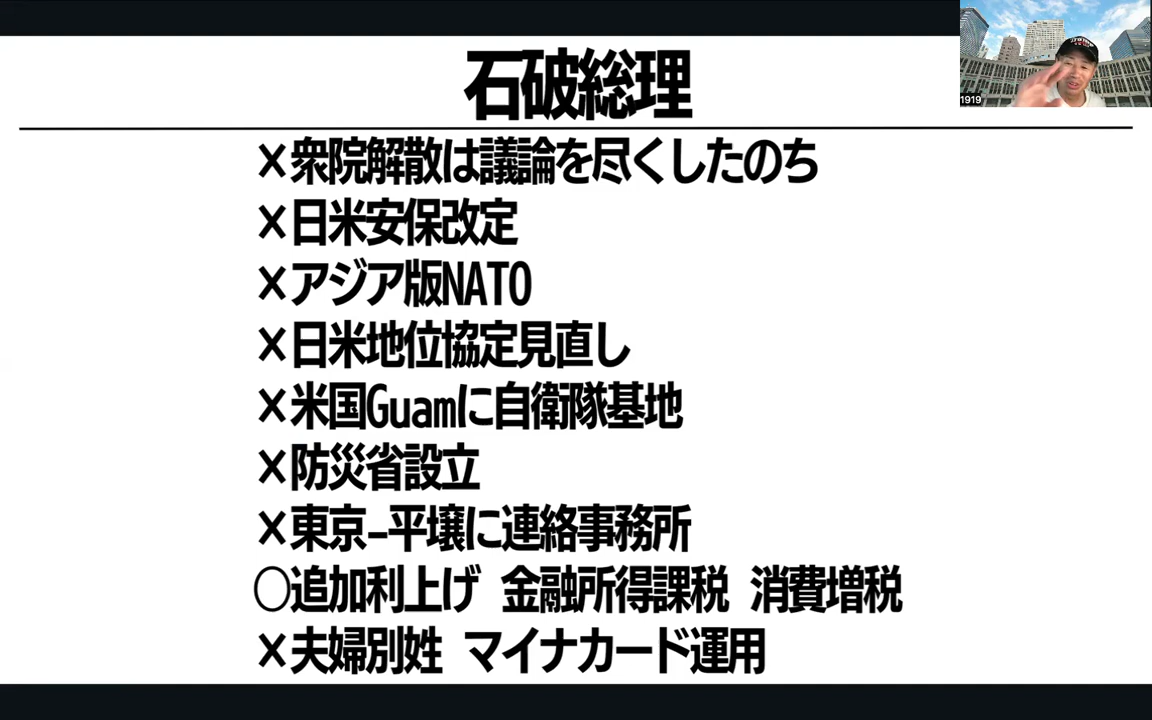 石破総理
1919
×衆院解散は議論を尽くしたのち
×日米安保改定
×アジア版NATO
×日米地位協定見直し
×米国Guamに自衛隊基地
×防災省設立
×東京-平壌に連絡事務所
○追加利上げ 金融所得課税 消費増税
×夫婦別姓 マイナカード運用